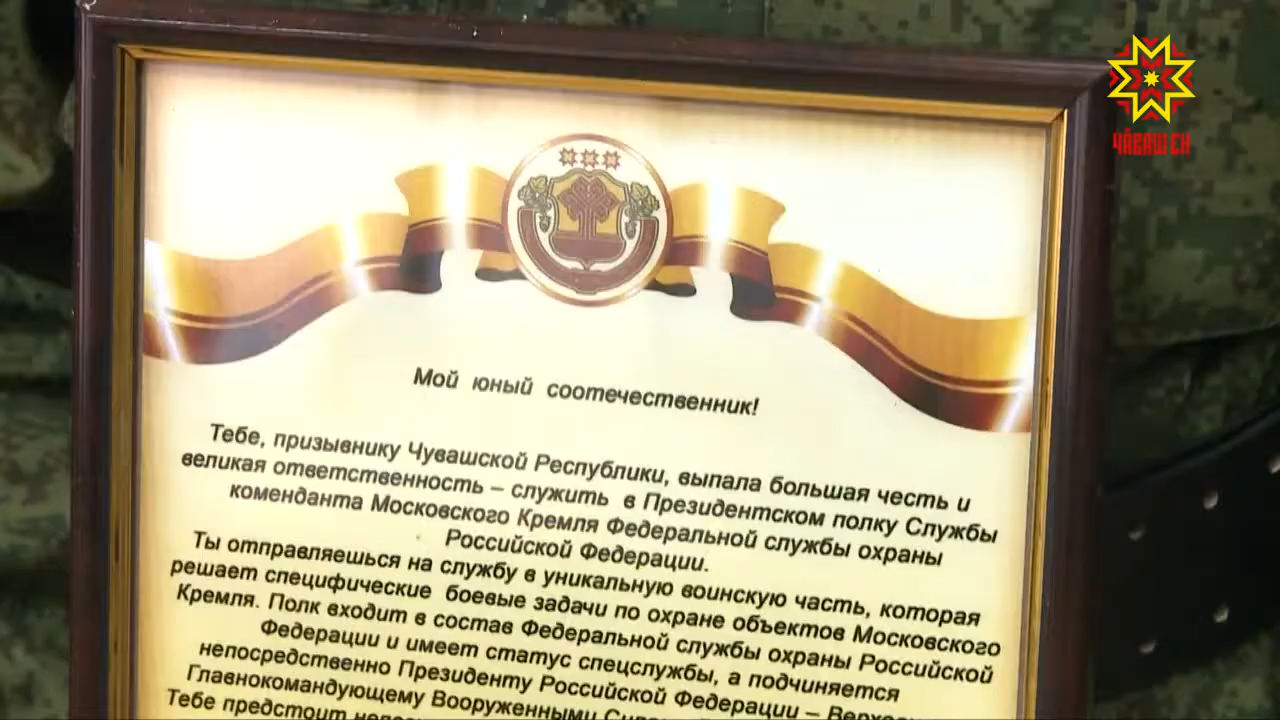 ЧӐВАШ ЕН
Мой юный соотечественник!
Тебе, призывнику Чувашской Республики, выпала большая честь и
великая ответственность – служить в Президентском полку Службы
коменданта Московского Кремля Федеральной службы охраны
Российской Федерации.
Ты отправляешься на службу в уникальную воинскую часть, которая
решает специфические боевые задачи по охране объектов Московского
Кремля. Полк входит в состав Федеральной службы охраны Российской
Федерации и имеет статус спецслужбы, а подчиняется
непосредственно Президенту Российской Федерации –
Главнокомандующему Вооруженными
Тебе предстоит